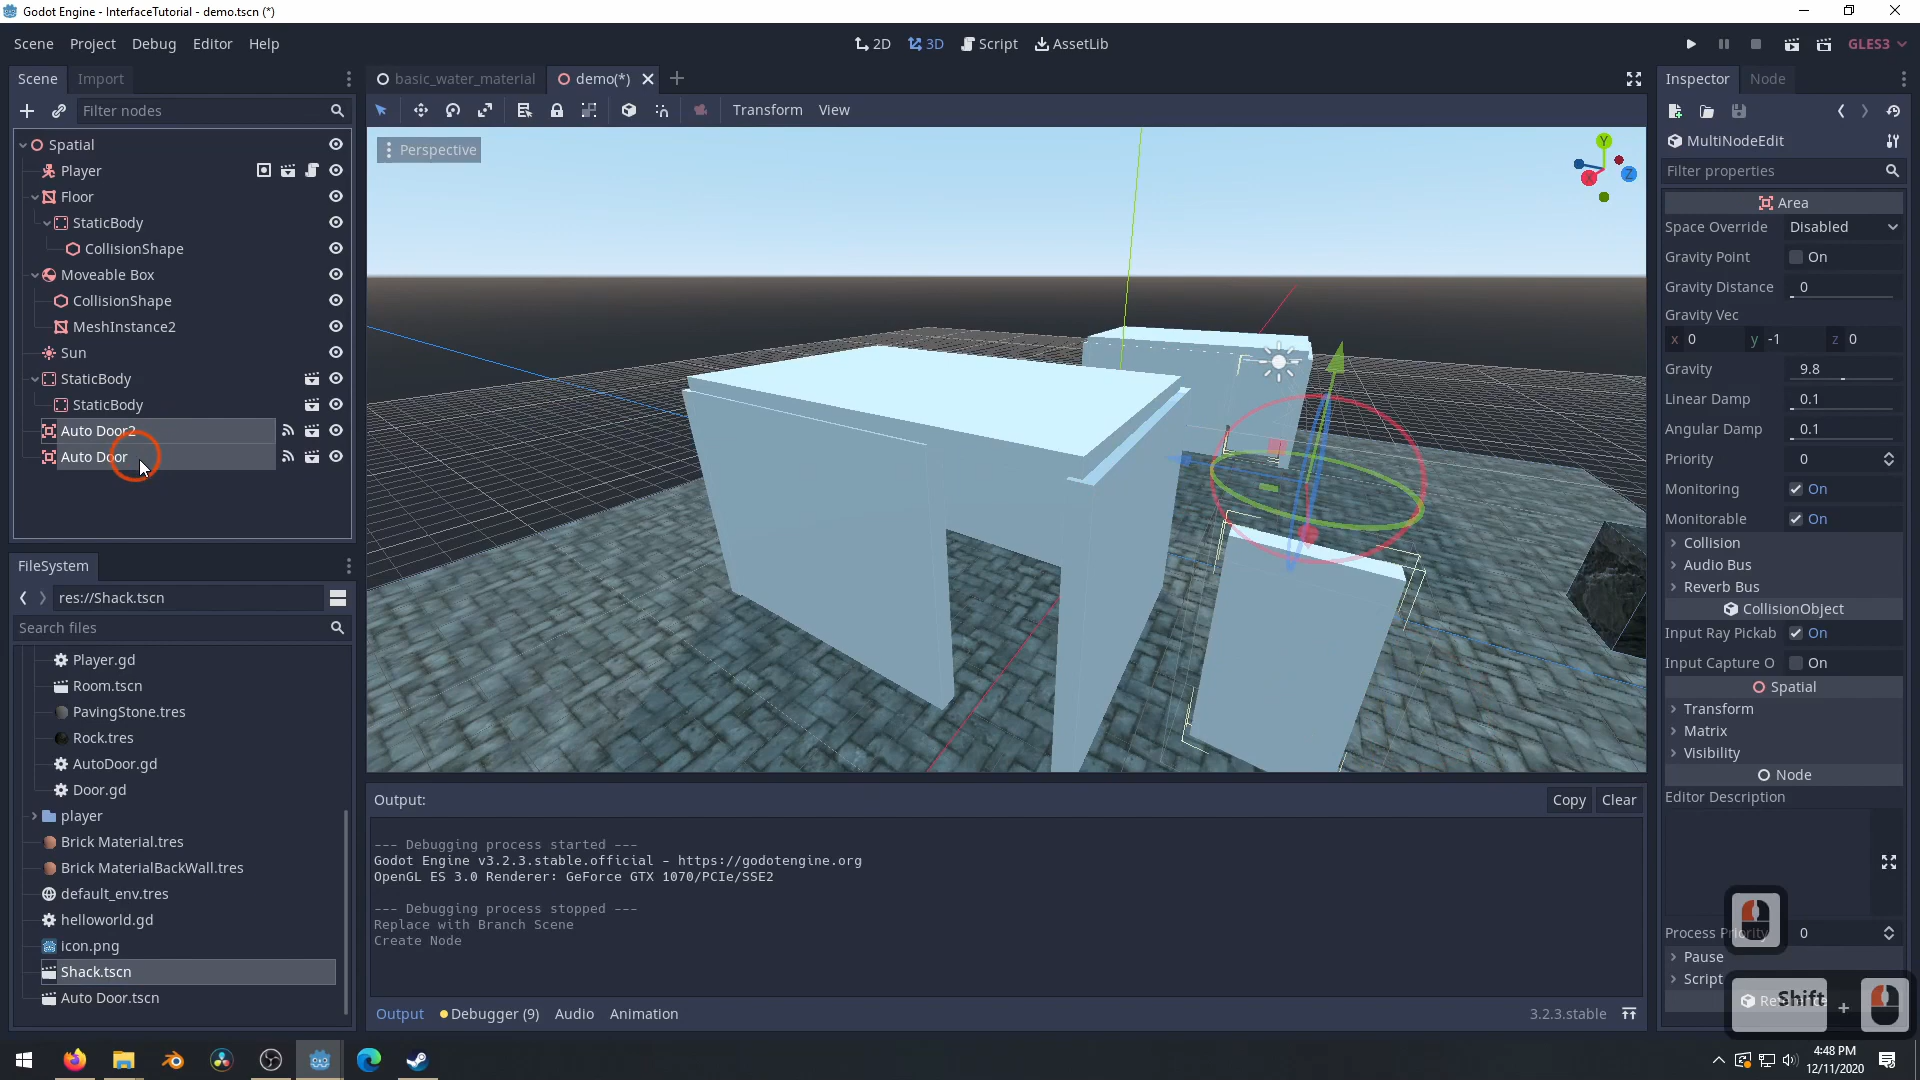 Godot Engine - InterfaceTutorial - demo.tscn (*)
Scene Project Debug Editor Help
2D 3D Script AssetLib
GLES3
Scene Import
Filter nodes
Spatial
Player
Floor
StaticBody
CollisionShape
Moveable Box
CollisionShape
MeshInstance2
Sun
StaticBody
StaticBody
Auto Door2
Auto Door
FileSystem
res://Shack.tscn
Search files
Player.gd
Room.tscn
PavingStone.tres
Rock.tres
AutoDoor.gd
Door.gd
player
Brick Material.tres
Brick MaterialBackWall.tres
default_env.tres
helloworld.gd
icon.png
Shack.tscn
Auto Door.tscn
basic_water_material demo(*)
Transform View
Perspective
Y
X
Z
Output:
Copy Clear
--- Debugging process started ---
Godot Engine v3.2.3.stable.official - https://godotengine.org
OpenGL ES 3.0 Renderer: GeForce GTX 1070/PCIe/SSE2
--- Debugging process stopped ---
Replace with Branch Scene
Create Node
Output Debugger (9) Audio Animation
3.2.3.stable
Inspector Node
MultiNodeEdit
Filter properties
Area
Space Override Disabled
Gravity Point On
Gravity Distance 0
Gravity Vec
x 0 y -1 z 0
Gravity 9.8
Linear Damp 0.1
Angular Damp 0.1
Priority 0
Monitoring On
Monitorable On
Collision
Audio Bus
Reverb Bus
CollisionObject
Input Ray Pickab On
Input Capture O On
Spatial
Transform
Matrix
Visibility
Node
Editor Description
Process Priority 0
Pause
Script
Shift +
4:48 PM
12/11/2020